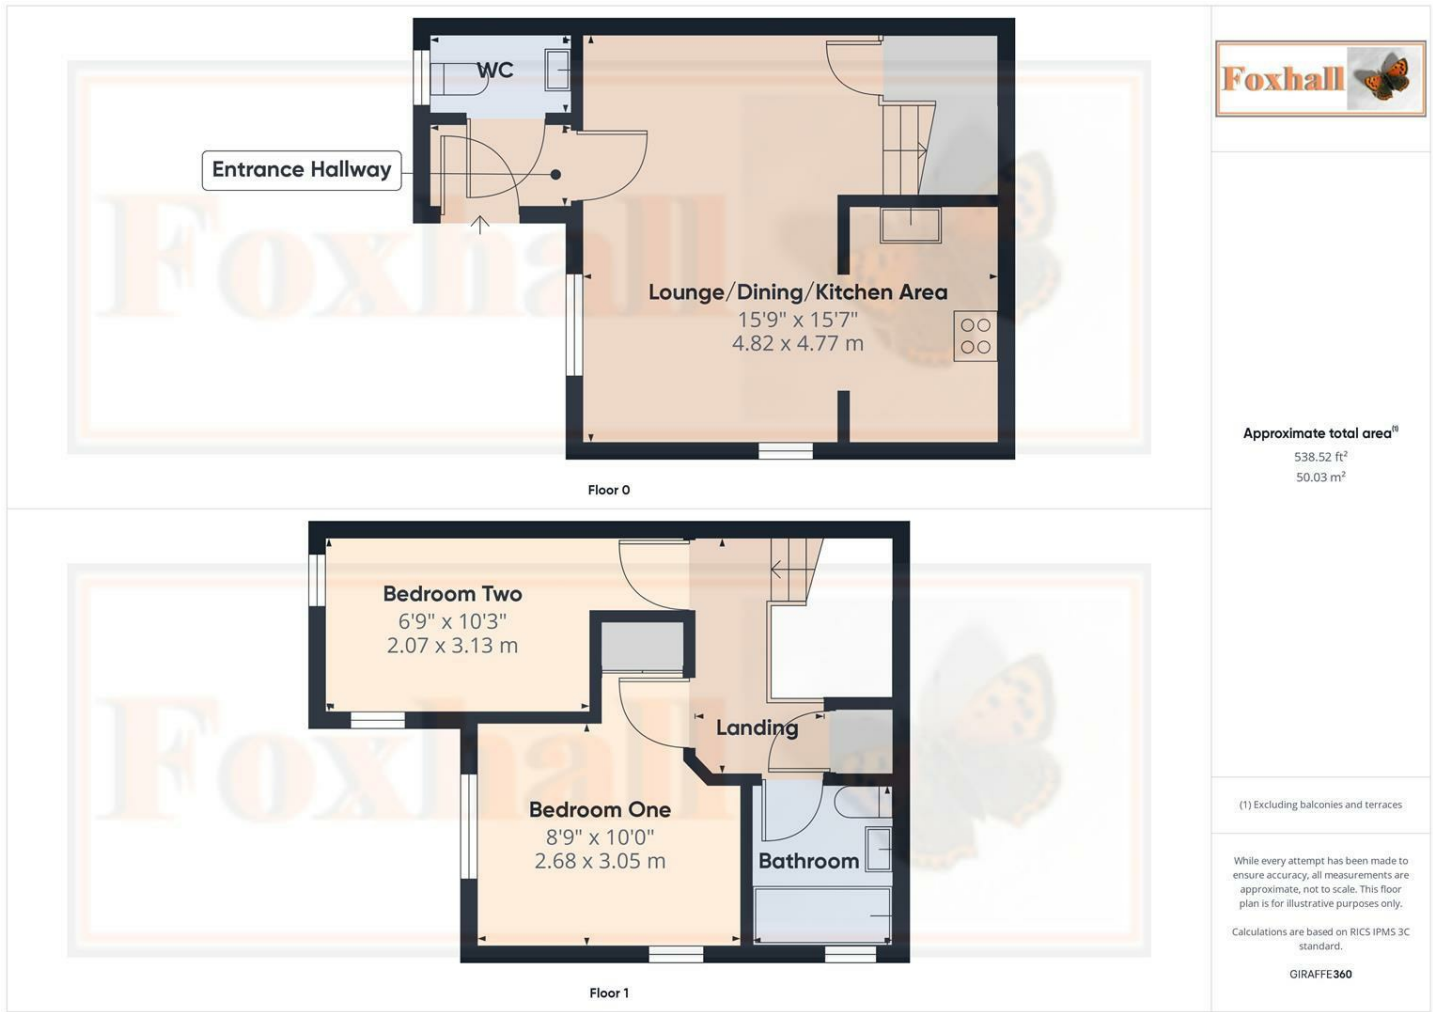 WC
Entrance Hallway
Lounge/Dining/Kitchen Area
15'9" x 15'7"
4.82 x 4.77 m
Foxhall
Floor 0
Bedroom Two
6'9" x 10'3"
2.07 x 3.13 m
Landing
Foxhall
Bedroom One
8'9" x 10'0"
2.68 x 3.05 m
Bathroom
Floor 1
Foxhall
Approximate total area(1)
538.52 ft²
50.03 m²
(1) Excluding balconies and terraces
While every attempt has been made to
ensure accuracy, all measurements are
approximate, not to scale. This floor
plan is for illustrative purposes only.
Calculations are based on RICS IPMS 3C
standard.
GIRAFFE360